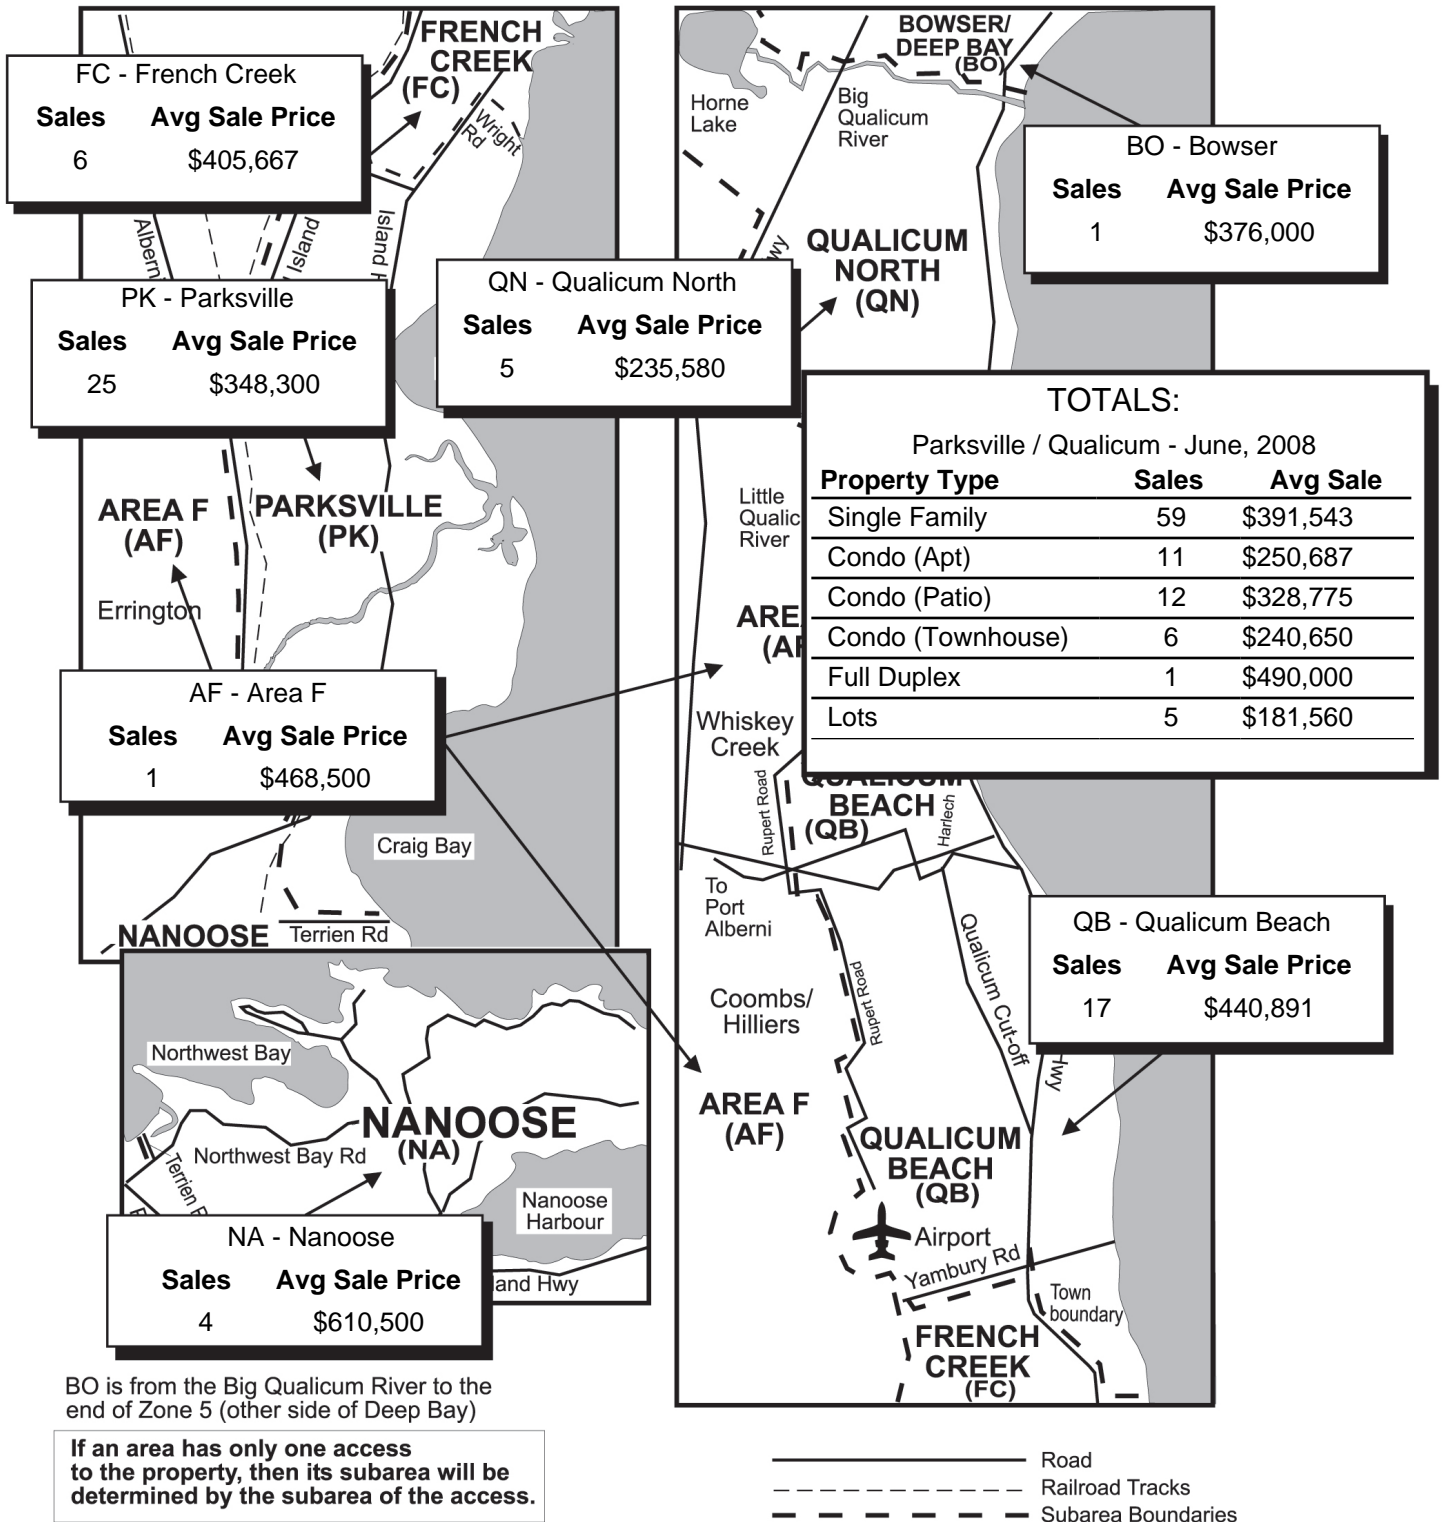 FC - French Creek
Sales Avg Sale Price
6 $405,667
FRENCH
CREEK
(FC)
Wright
Rd
Island
Island
PK - Parksville
Sales Avg Sale Price
25 $348,300
AREA F
(AF)
PARKSVILLE
(PK)
Errington
AF - Area F
Sales Avg Sale Price
1 $468,500
Craig Bay
NANOOSE
Terrien Rd
Northwest Bay
NANOOSE
(NA)
Northwest Bay Rd
Terrien
Nanoose
Harbour
NA - Nanoose
Sales Avg Sale Price
4 $610,500
land Hwy
BO is from the Big Qualicum River to the
end of Zone 5 (other side of Deep Bay)
If an area has only one access
to the property, then its subarea will be
determined by the subarea of the access.
BOWSER/
DEEP BAY
(BO)
Horne
Lake
Big
Qualicum
River
BO - Bowser
Sales Avg Sale Price
1 $376,000
QUALICUM
NORTH
(QN)
QN - Qualicum North
Sales Avg Sale Price
5 $235,580
TOTALS:
Parksville / Qualicum - June, 2008
Property Type Sales Avg Sale
Single Family 59 $391,543
Condo (Apt) 11 $250,687
Condo (Patio) 12 $328,775
Condo (Townhouse) 6 $240,650
Full Duplex 1 $490,000
Lots 5 $181,560
Little
Qualic
River
Whiskey
Creek
Rupert Road
QUALICUM
BEACH
(QB)
Harlech
To
Port
Alberni
QB - Qualicum Beach
Sales Avg Sale Price
17 $440,891
Qualicum Cut-off
Hwy
Coombs/
Hilliers
Rupert Road
AREA F
(AF)
QUALICUM
BEACH
(QB)
Airport
Yambury Rd
Town
boundary
FRENCH
CREEK
(FC)
Road
Railroad Tracks
Subarea Boundaries